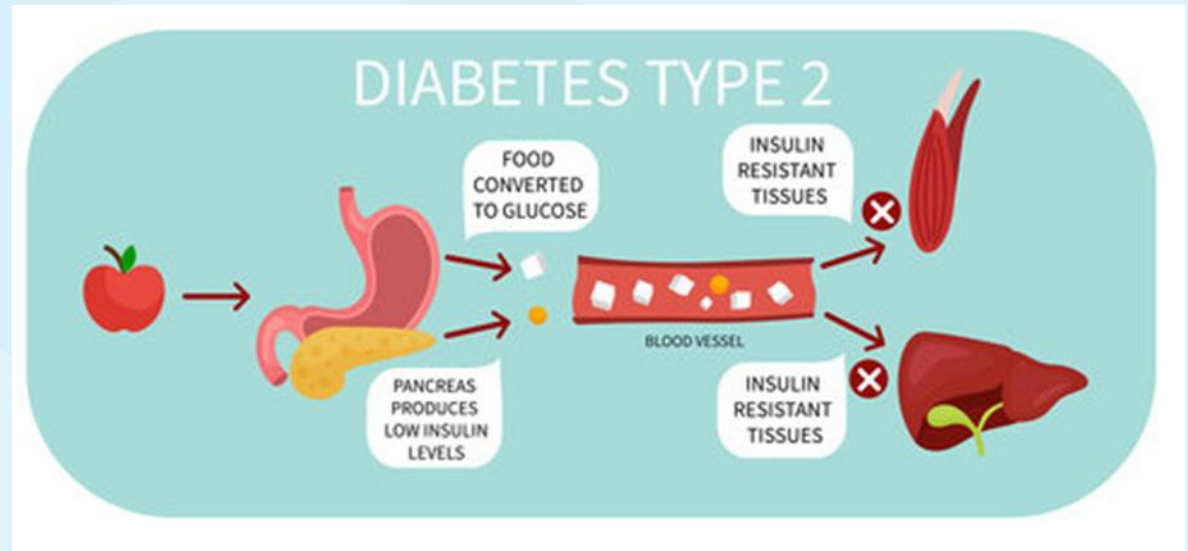 DIABETES TYPE 2
FOOD
CONVERTED
TO GLUCOSE
PANCREAS
PRODUCES
LOW INSULIN
LEVELS
BLOOD VESSEL
INSULIN
RESISTANT
TISSUES
INSULIN
RESISTANT
TISSUES